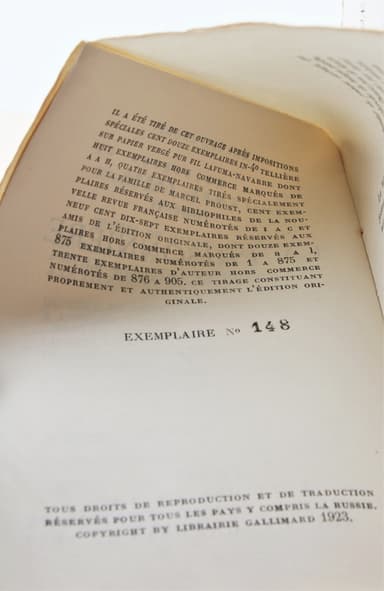 IL A ÉTÉ TIRÉ DE CET OUVRAGE APRÈS IMPOSITIONS
SPÉCIALES CENT DOUZE EXEMPLAIRES IN-4o TELLIÈRE
SUR PAPIER VERGÉ PUR FIL LAFUMA-NAVARRE DONT
HUIT EXEMPLAIRES HORS COMMERCE MARQUÉS DE
A A H, QUATRE EXEMPLAIRES TIRÉS SPÉCIALEMENT
POUR LA FAMILLE DE MARCEL PROUST, CENT EXEM-
PLAIRES RÉSERVÉS AUX BIBLIOPHILES DE LA NOU-
VELLE REVUE FRANÇAISE NUMÉROTÉS DE I A C ET
NEUF CENT DIX-SEPT EXEMPLAIRES RÉSERVÉS AUX
AMIS DE L'ÉDITION ORIGINALE, DONT DOUZE EXEM-
PLAIRES HORS COMMERCE MARQUÉS DE a A l,
875 EXEMPLAIRES NUMÉROTÉS DE 1 A 875 ET
TRENTE EXEMPLAIRES D'AUTEUR HORS COMMERCE
NUMÉROTÉS DE 876 A 905. CE TIRAGE CONSTITUANT
PROPREMENT ET AUTHENTIQUEMENT L'ÉDITION ORI-
GINALE.
EXEMPLAIRE No 148
TOUS DROITS DE REPRODUCTION ET DE TRADUCTION
RÉSERVÉS POUR TOUS LES PAYS Y COMPRIS LA RUSSIE.
COPYRIGHT BY LIBRAIRIE GALLIMARD 1923.